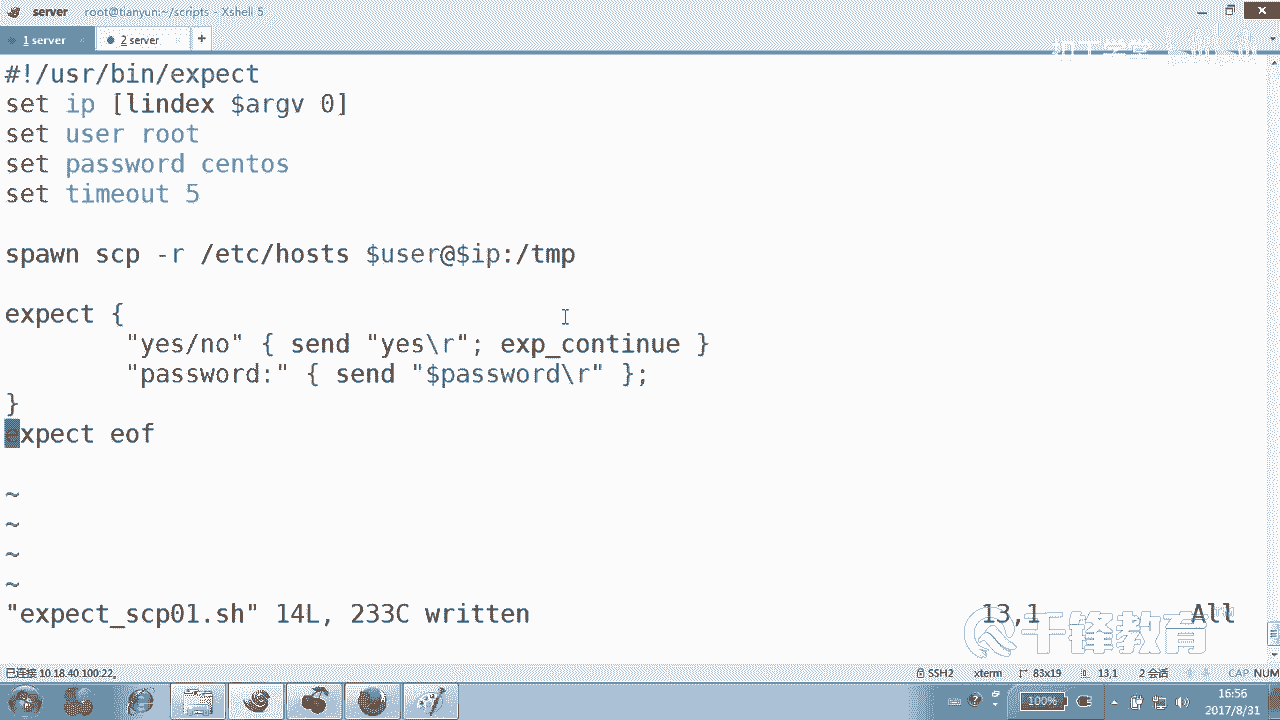 server root@tianyun:~/scripts - Xshell 5
1 server
2 server
#!/usr/bin/expect
set ip [lindex $argv 0]
set user root
set password centos
set timeout 5
spawn scp -r /etc/hosts $user@$ip:/tmp
expect {
"yes/no" { send "yes\r"; exp_continue }
"password:" { send "$password\r" };
}
expect eof
~
~
~
~
"expect_scp01.sh" 14L, 233C written 13,1 All
千锋教育
已连接 10.18.40.100:22。 SSH2 xterm 83x19 13,1 2 会话 CAP NUM
100% 16:56
2017/8/31